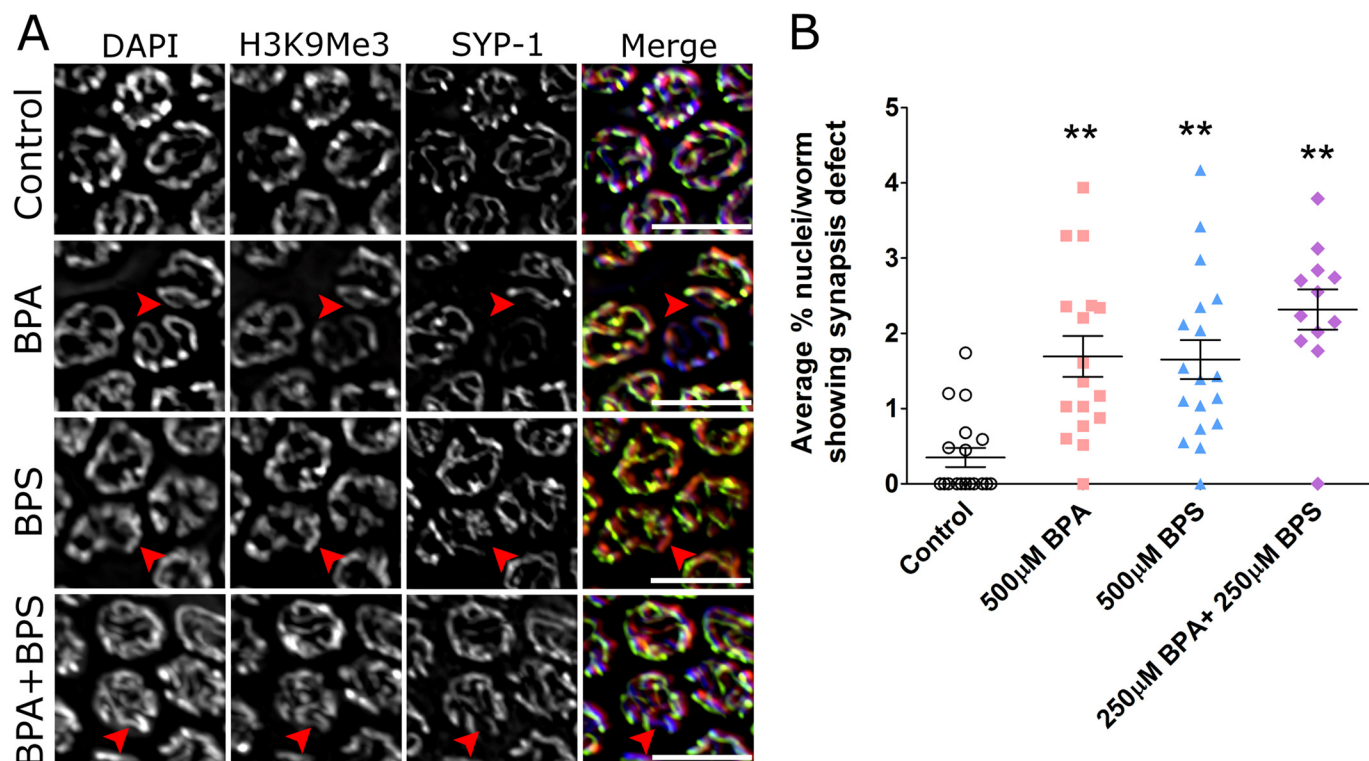 A
DAPI H3K9Me3 SYP-1 Merge
Control
BPA
BPS
BPA+BPS
B
Average % nuclei/worm
showing synapsis defect
5
4
3
2
1
0
** ** **
Control
500μM BPA
500μM BPS
250μM BPA+ 250μM BPS